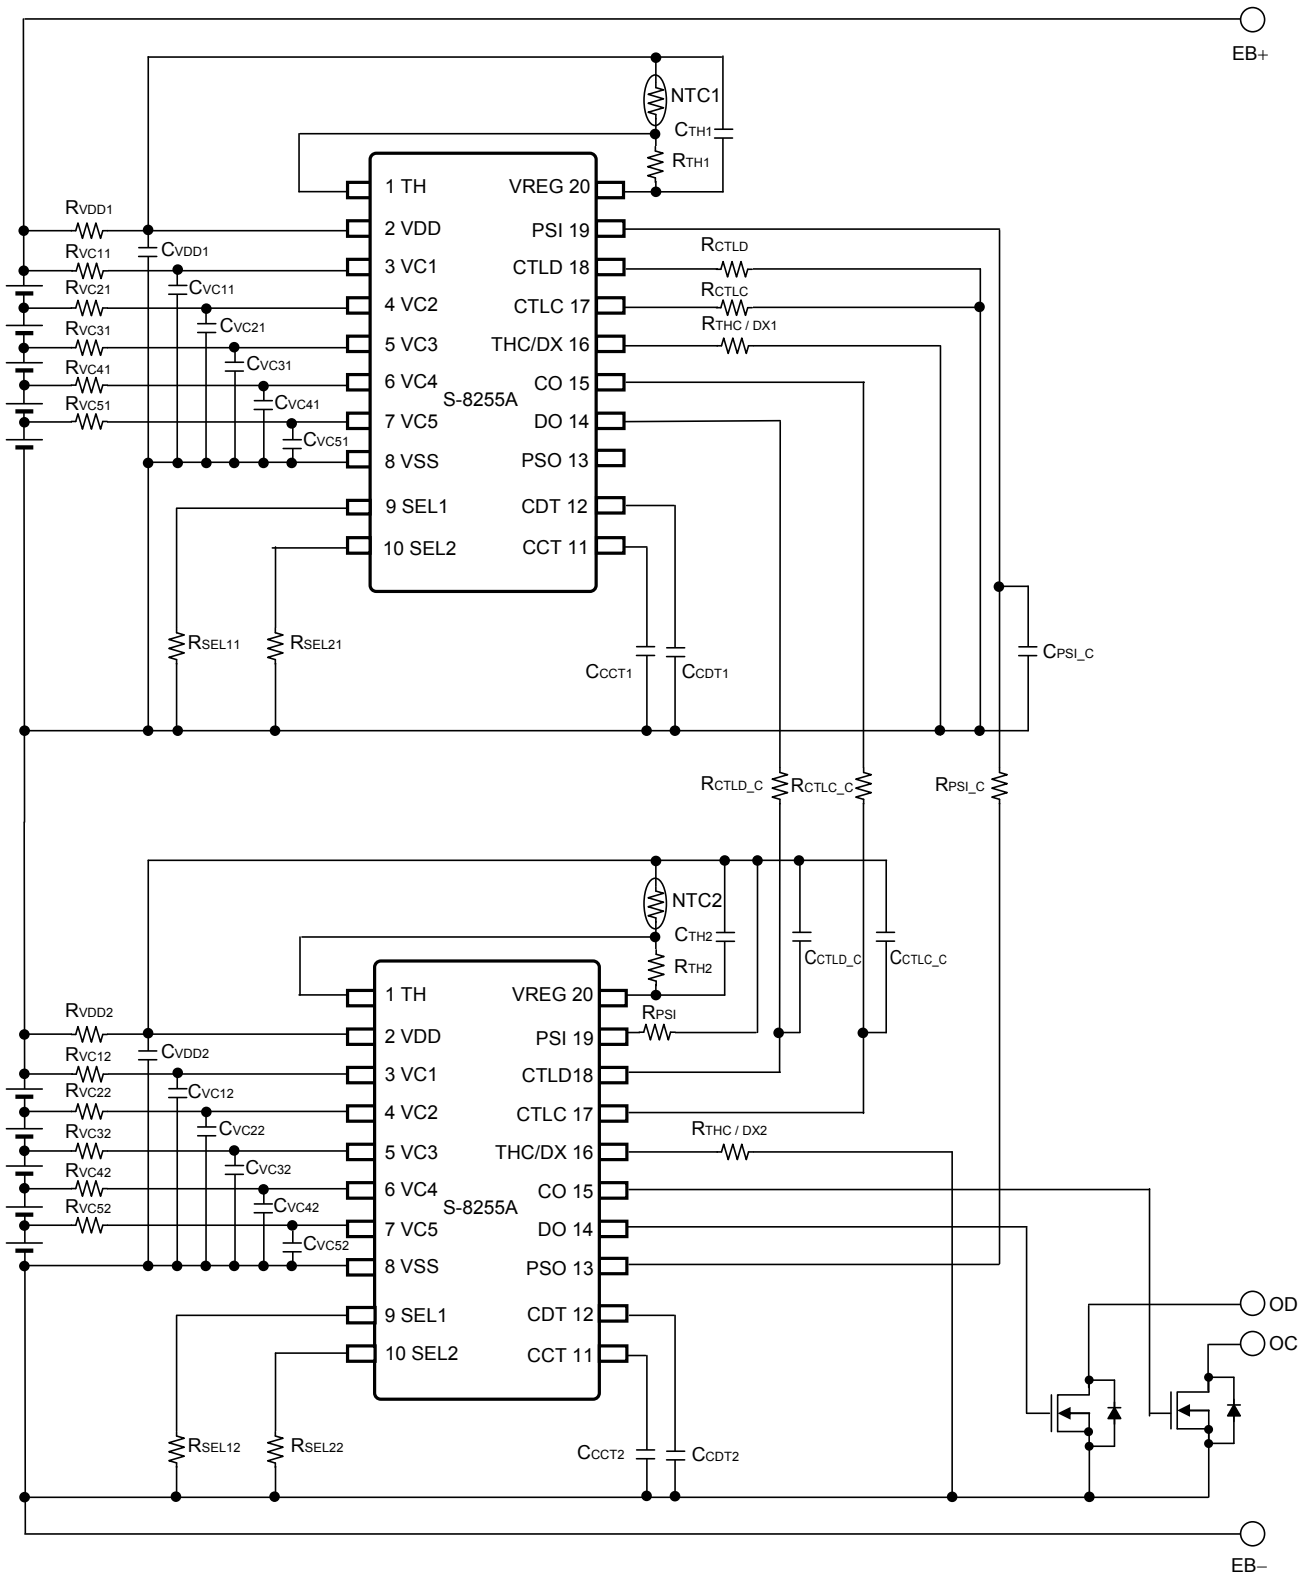 EB+
NTC1
CTH1
RTH1
1 TH
VREG 20
RVDD1
2 VDD
PSI 19
CVDD1
RCTLD
RVC11
3 VC1
CTLD 18
RVC21
CVC11
RCTLC
4 VC2
CTLC 17
CVC21
RVC31
RTHC / DX1
5 VC3
THC/DX 16
CVC31
RVC41
6 VC4
CO 15
S-8255A
CVC41
RVC51
7 VC5
DO 14
CVC51
8 VSS
PSO 13
9 SEL1
CDT 12
10 SEL2
CCT 11
RSEL11
RSEL21
CCCT1
CCDT1
CPSI_C
RCTLD_C
RCTLC_C
RPSI_C
NTC2
CTH2
CCTLD_C
CCTLC_C
RTH2
1 TH
VREG 20
RVDD2
RPSI
2 VDD
PSI 19
CVDD2
RVC12
3 VC1
CTLD18
RVC22
CVC12
4 VC2
CTLC 17
CVC22
RVC32
RTHC / DX2
5 VC3
THC/DX 16
CVC32
RVC42
6 VC4
CO 15
S-8255A
CVC42
RVC52
7 VC5
DO 14
CVC52
8 VSS
PSO 13
9 SEL1
CDT 12
OD
OC
10 SEL2
CCT 11
RSEL12
RSEL22
CCCT2
CCDT2
EB−